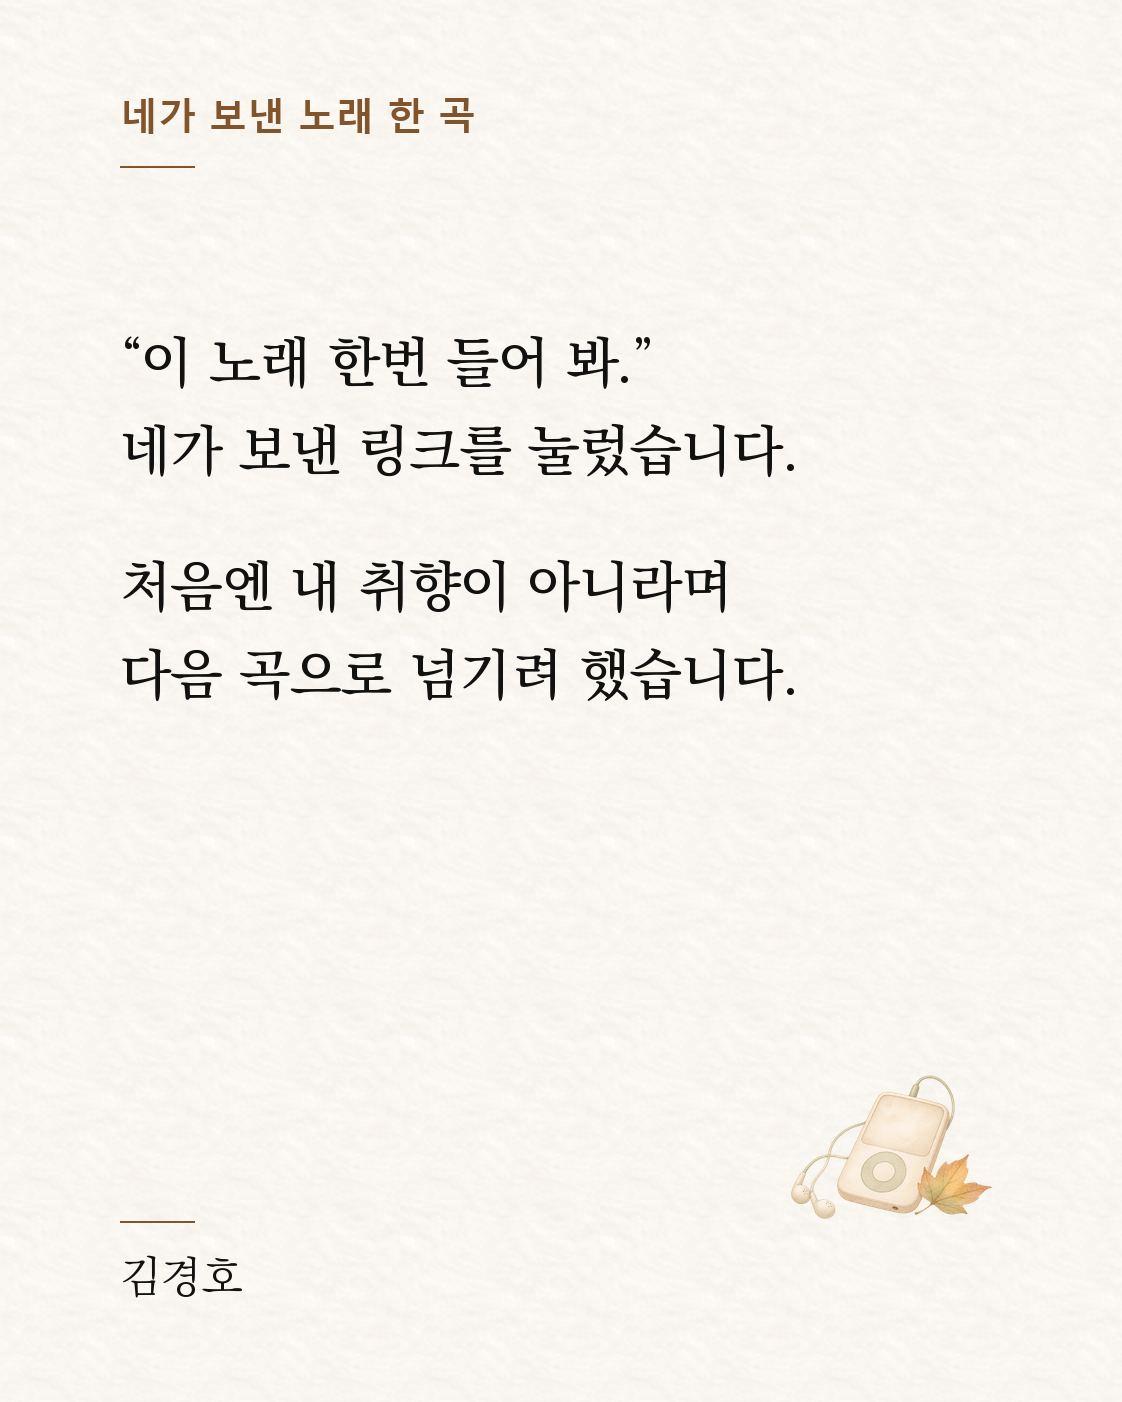 네가 보낸 노래 한 곡
“이 노래 한번 들어 봐.”
네가 보낸 링크를 눌렀습니다.
처음엔 내 취향이 아니라며
다음 곡으로 넘기려 했습니다.
김경호